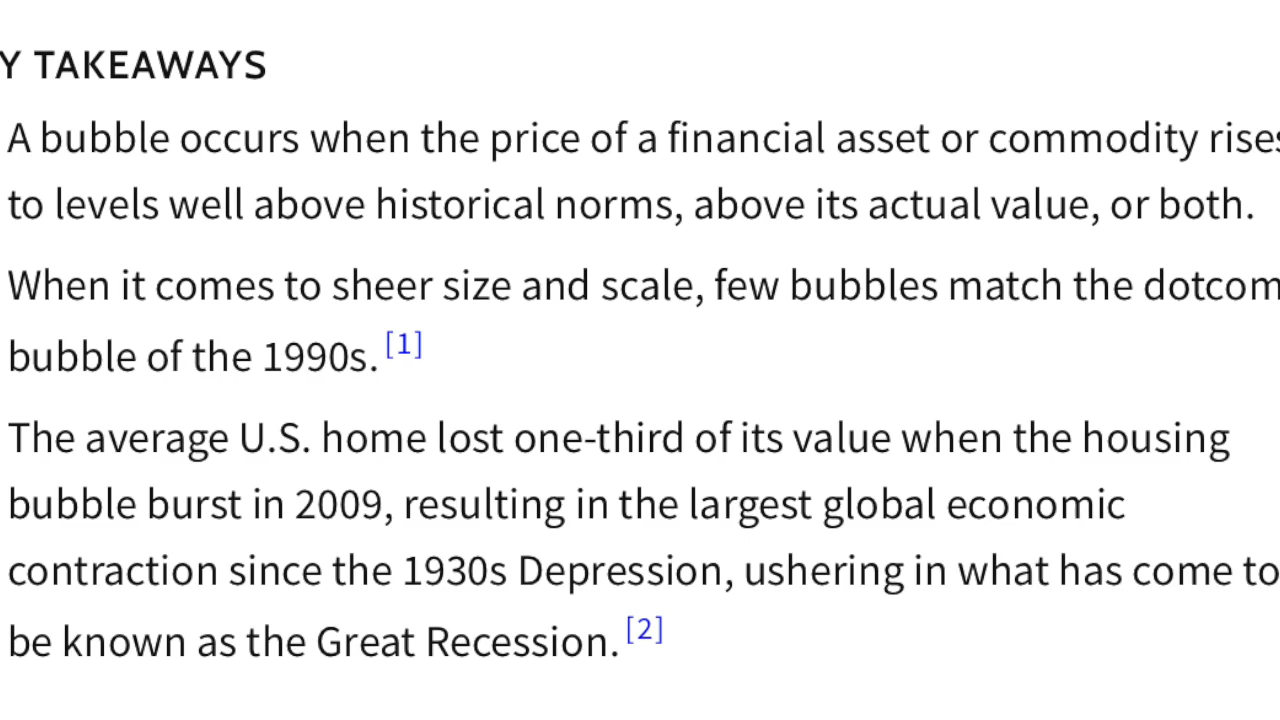 Y TAKEAWAYS
A bubble occurs when the price of a financial asset or commodity rises
to levels well above historical norms, above its actual value, or both.
When it comes to sheer size and scale, few bubbles match the dotcom
bubble of the 1990s. [1]
The average U.S. home lost one-third of its value when the housing
bubble burst in 2009, resulting in the largest global economic
contraction since the 1930s Depression, ushering in what has come to
be known as the Great Recession. [2]